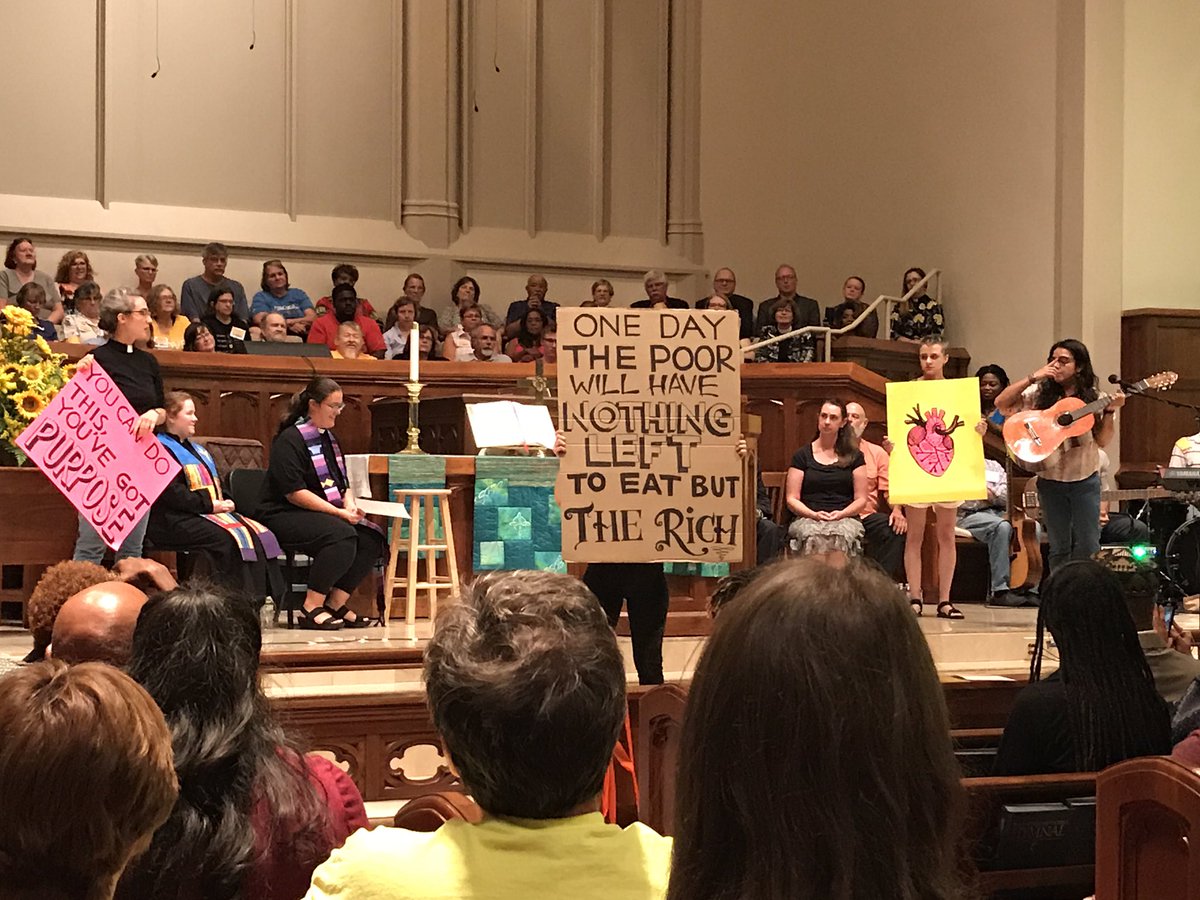 YOU CAN DO
THIS. YOU'VE GOT
PURPOSE
ONE DAY
THE POOR
WILL HAVE
NOTHING
LEFT
TO EAT BUT
THE RICH
HYMNAL